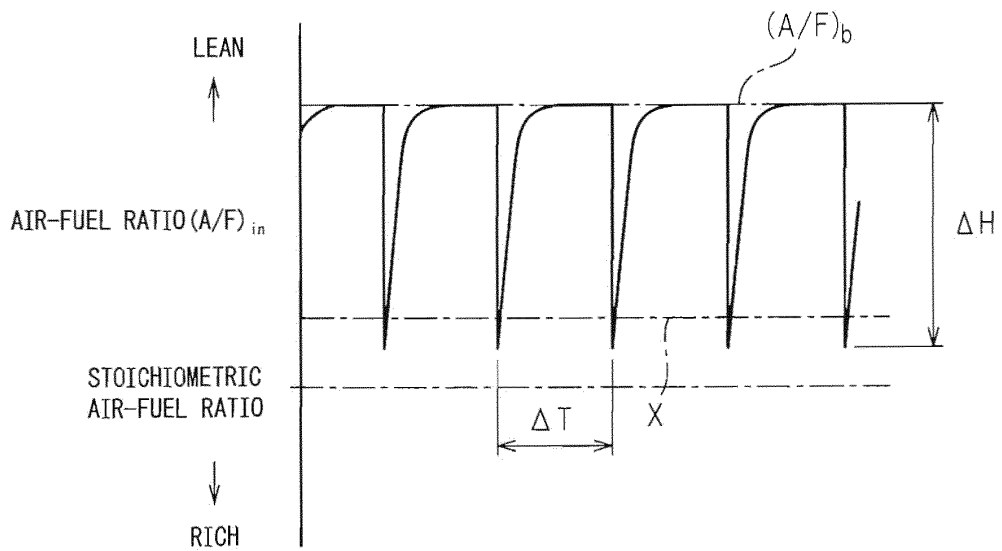 LEAN
(A/F)b
AIR-FUEL RATIO(A/F)in
ΔH
STOICHIOMETRIC
AIR-FUEL RATIO
ΔT
X
RICH